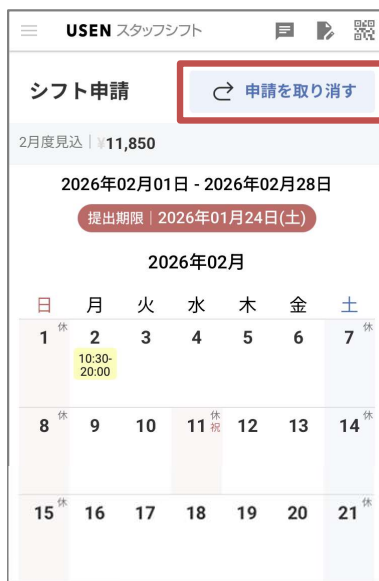 USEN スタッフシフト
シフト申請 申請を取り消す
2月度見込 | ¥11,850
2026年02月01日 - 2026年02月28日
提出期限 | 2026年01月24日(土)
2026年02月
日 月 火 水 木 金 土
1 休 2 3 4 5 6 7 休
10:30-
20:00
8 休 9 10 11 休 祝 12 13 14 休
15 休 16 17 18 19 20 21 休